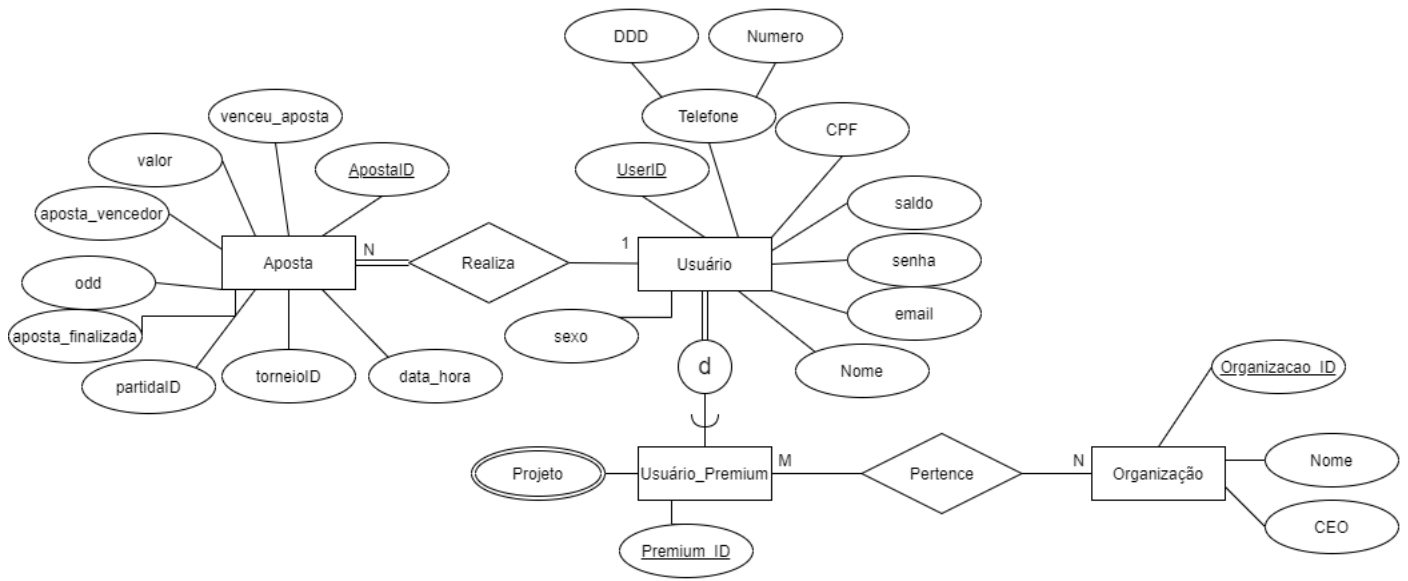 DDD
Numero
venceu_aposta
Telefone
CPF
valor
ApostaID
UserID
aposta_vencedor
saldo
N
1
Aposta
Realiza
Usuário
senha
odd
email
aposta_finalizada
sexo
partidaID
torneioID
data_hora
d
Nome
Organizacao_ID
Projeto
Usuário_Premium
M
Pertence
N
Organização
Nome
CEO
Premium_ID